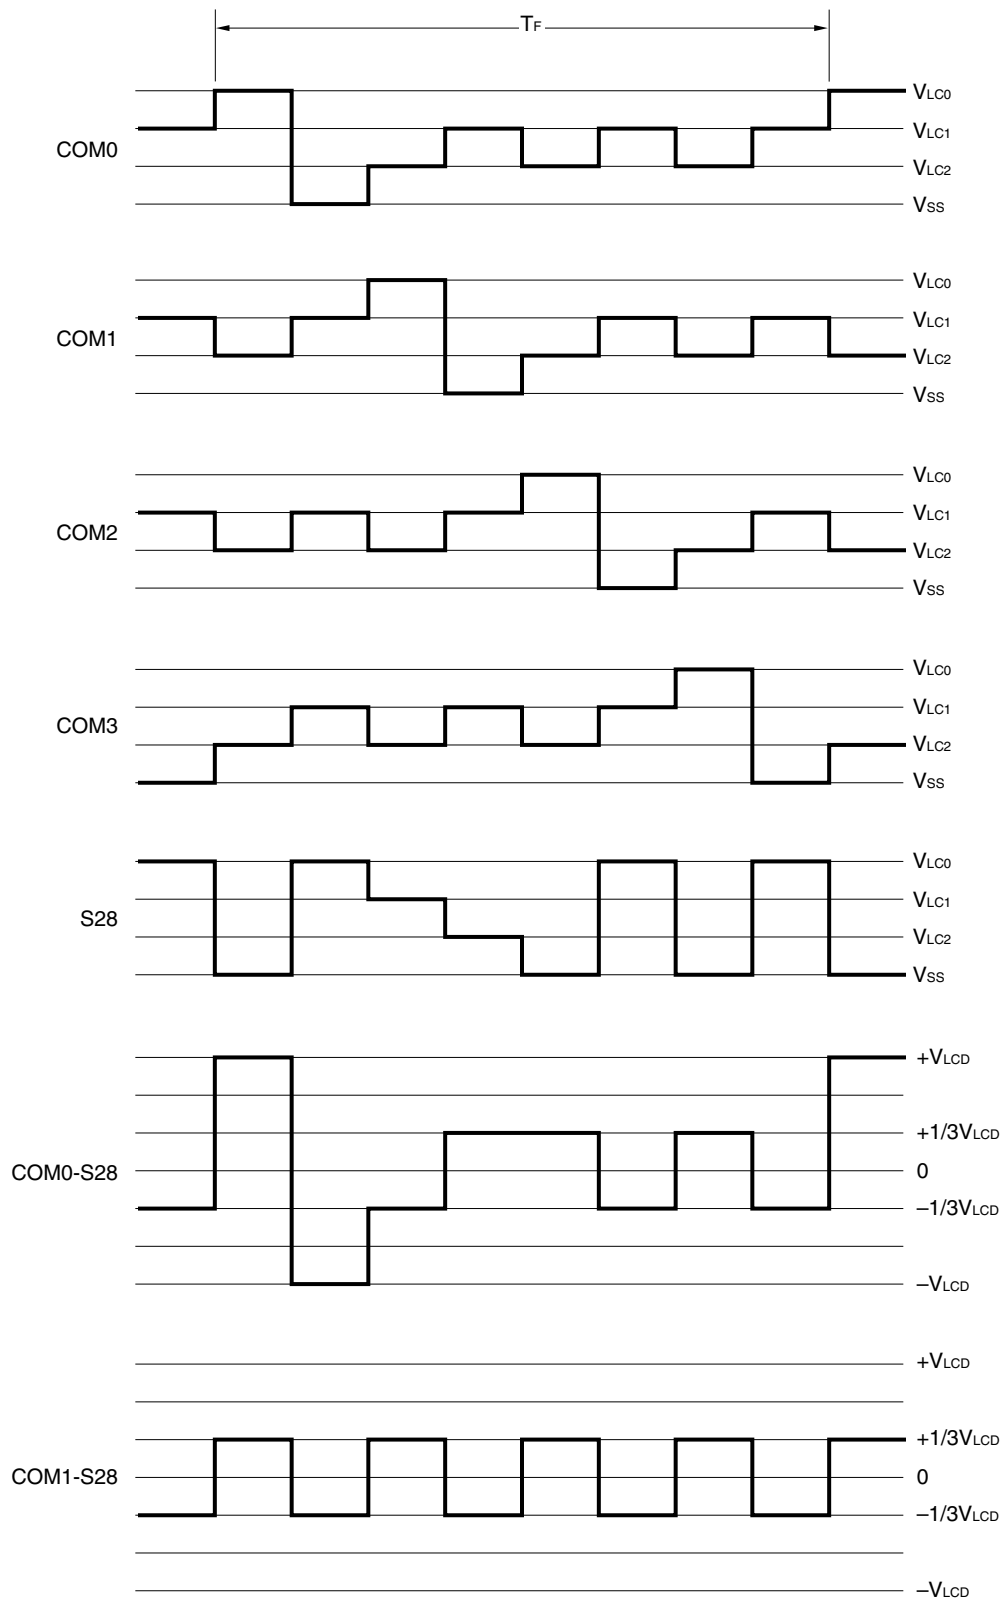 TF
VLC0
VLC1
COM0
VLC2
VSS
VLC0
VLC1
COM1
VLC2
VSS
VLC0
VLC1
COM2
VLC2
VSS
VLC0
VLC1
COM3
VLC2
VSS
VLC0
VLC1
S28
VLC2
VSS
+VLCD
+1/3VLCD
COM0-S28
0
–1/3VLCD
–VLCD
+VLCD
+1/3VLCD
COM1-S28
0
–1/3VLCD
–VLCD